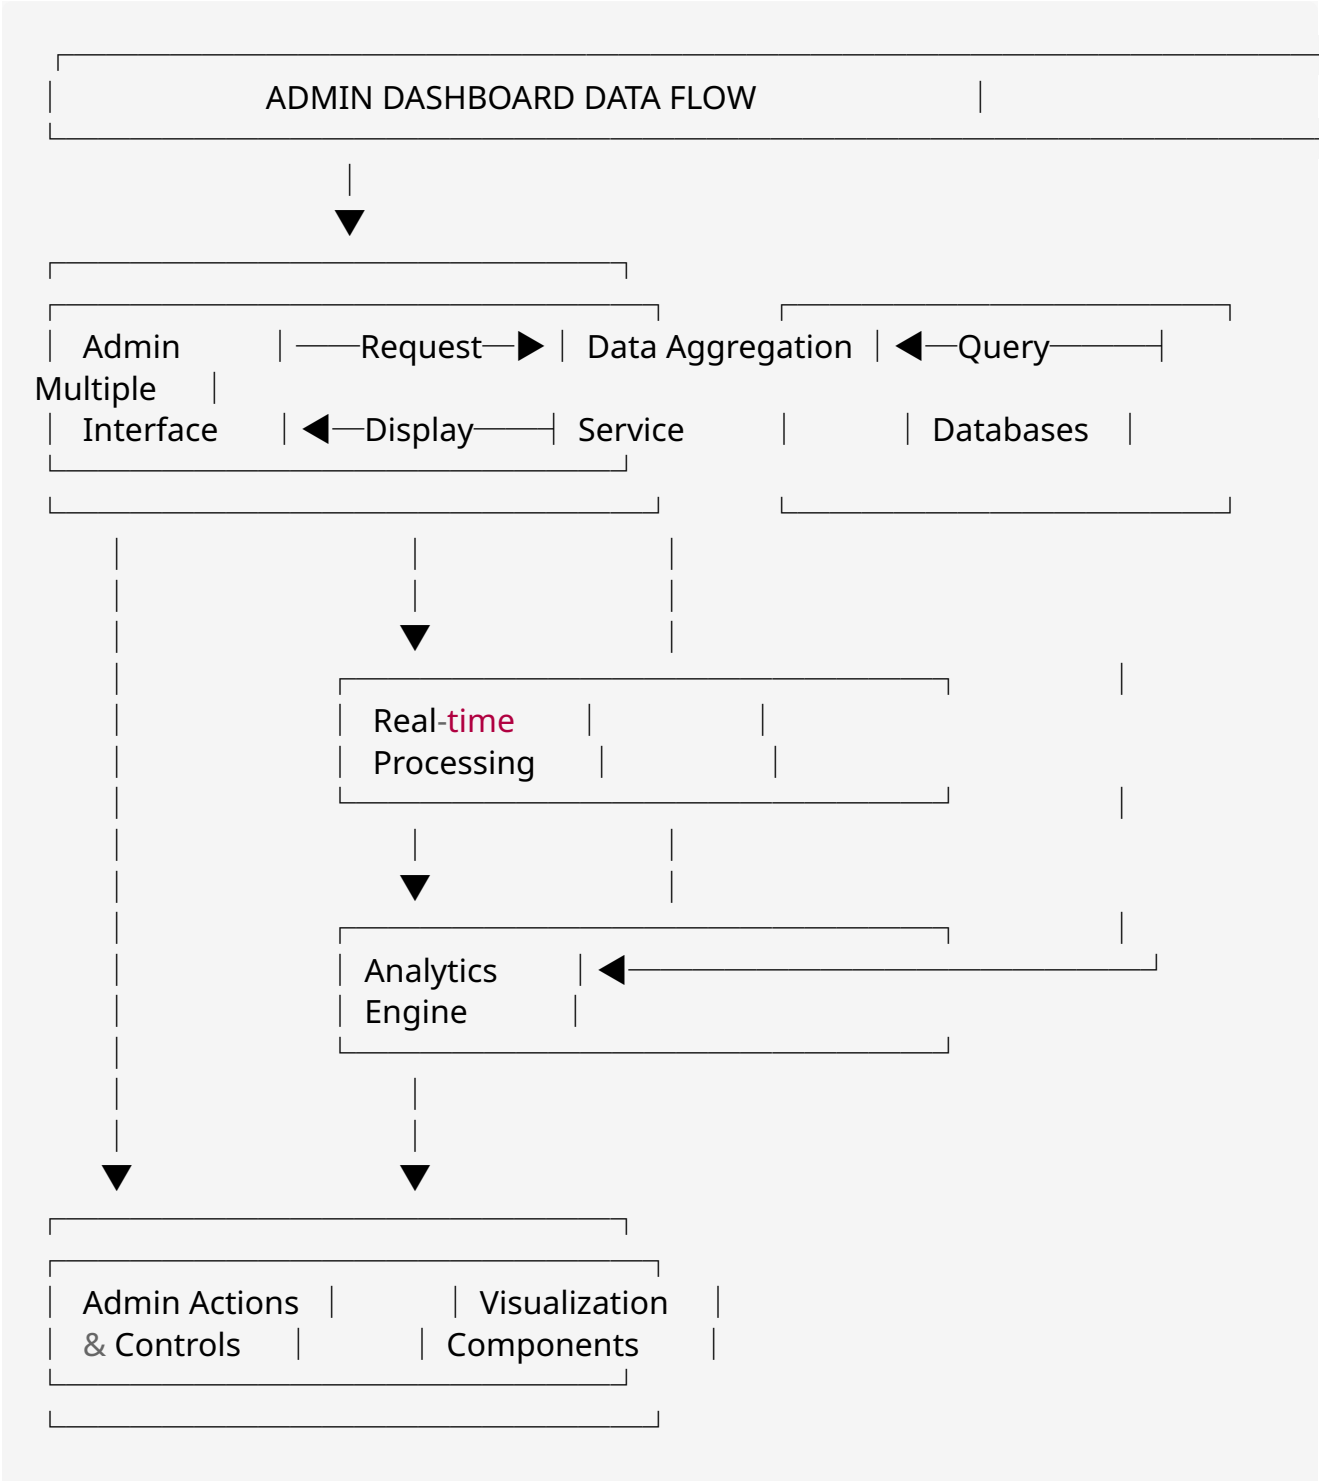 ADMIN DASHBOARD DATA FLOW
Admin Request Data Aggregation Query
Multiple
Interface Display Service Databases
Real-time
Processing
Analytics
Engine
Admin Actions Visualization
& Controls Components